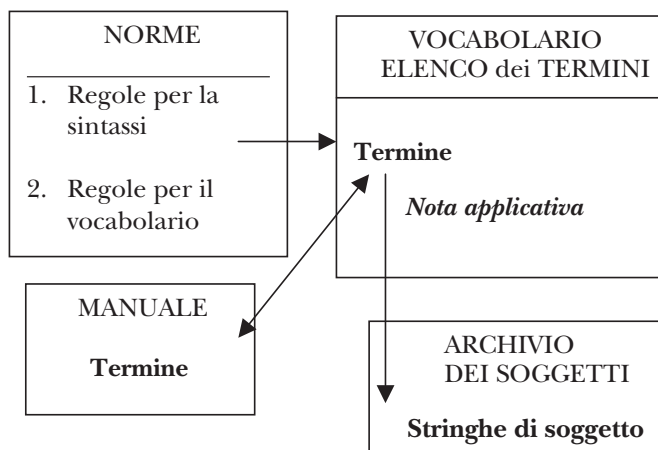 NORME
1. Regole per la
sintassi
2. Regole per il
vocabolario
VOCABOLARIO
ELENCO dei TERMINI
Termine
Nota applicativa
MANUALE
Termine
ARCHIVIO
DEI SOGGETTI
Stringhe di soggetto